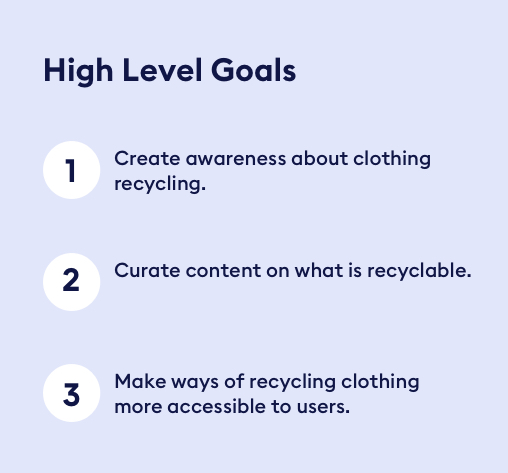 High Level Goals
1
Create awareness about clothing
recycling.
2
Curate content on what is recyclable.
3
Make ways of recycling clothing
more accessible to users.